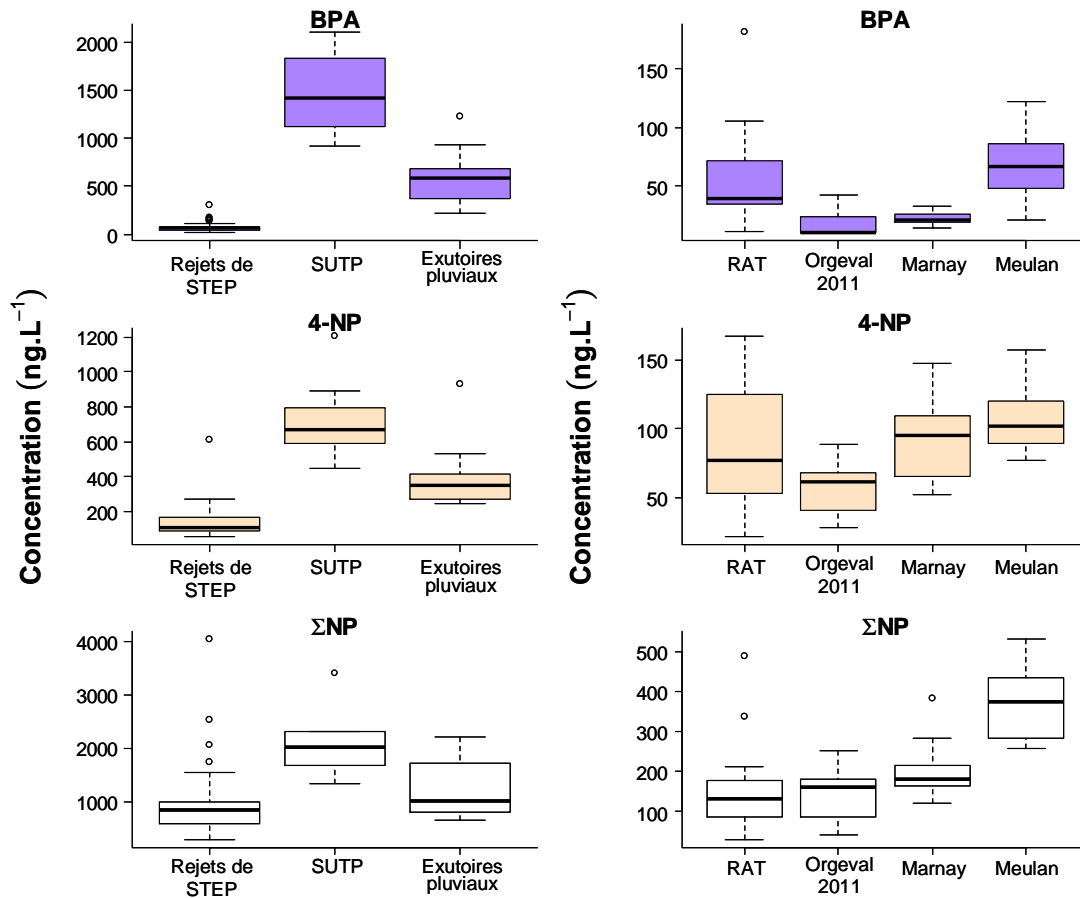 BPA
2000
1500
1000
500
0
Rejets de
STEP
SUTP
Exutoires
pluviaux
BPA
150
100
50
RAT
Orgeval
2011
Marnay
Meulan
Concentration (ng.L⁻¹)
4-NP
1200
1000
800
600
400
200
Rejets de
STEP
SUTP
Exutoires
pluviaux
Concentration (ng.L⁻¹)
4-NP
150
100
50
RAT
Orgeval
2011
Marnay
Meulan
ΣNP
4000
3000
2000
1000
Rejets de
STEP
SUTP
Exutoires
pluviaux
ΣNP
500
400
300
200
100
RAT
Orgeval
2011
Marnay
Meulan